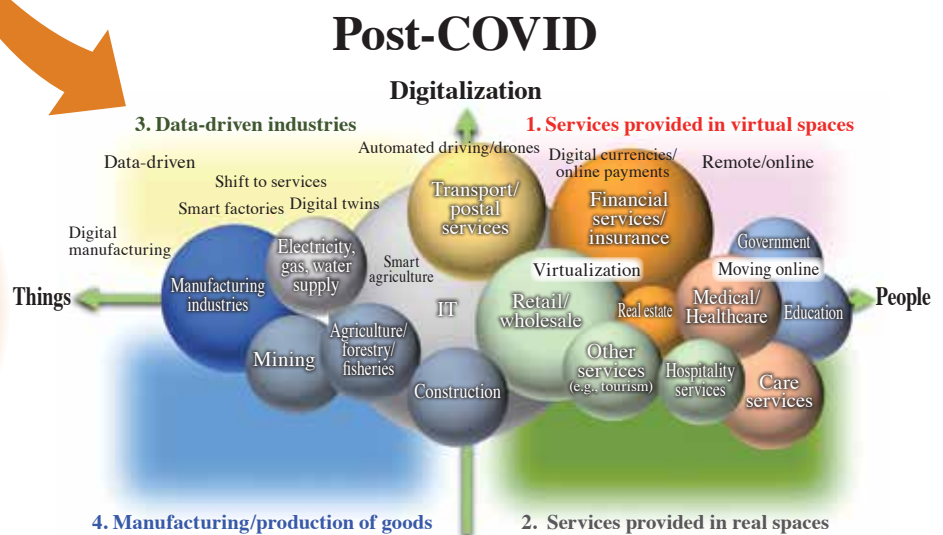 Post-COVID
Digitalization
3. Data-driven industries
1. Services provided in virtual spaces
Automated driving/drones
Digital currencies/
online payments
Data-driven
Remote/online
Shift to services
Smart factories
Digital twins
Transport/
postal
services
Financial
services/
insurance
Digital
manufacturing
Electricity,
gas, water
supply
Smart
agriculture
Government
Virtualization
Moving online
Things
Manufacturing
industries
IT
Retail/
wholesale
Real estate
Medical/
Healthcare
Education
People
Mining
Agriculture/
forestry/
fisheries
Construction
Other
services
(e.g., tourism)
Hospitality
services
Care
services
4. Manufacturing/production of goods
2. Services provided in real spaces